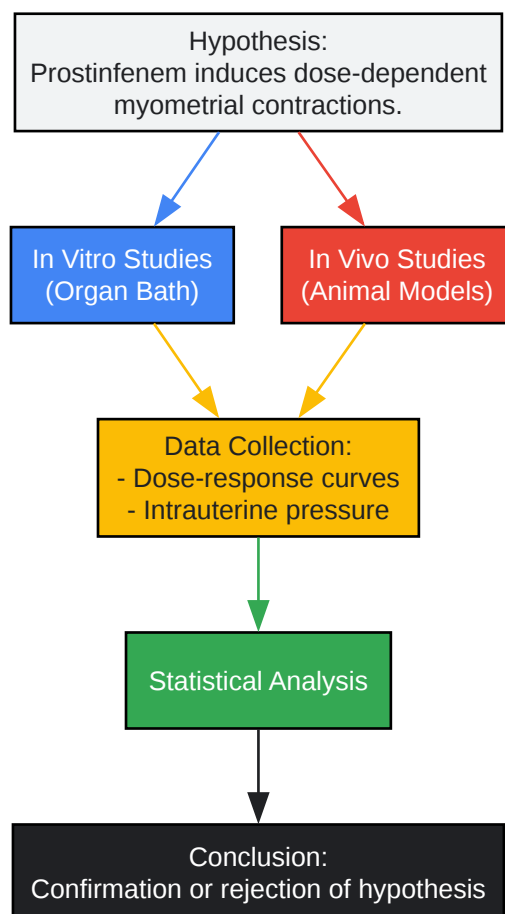 Hypothesis:
Prostinfenem induces dose-dependent
myometrial contractions.
In Vitro Studies
(Organ Bath)
In Vivo Studies
(Animal Models)
Data Collection:
- Dose-response curves
- Intrauterine pressure
Statistical Analysis
Conclusion:
Confirmation or rejection of hypothesis